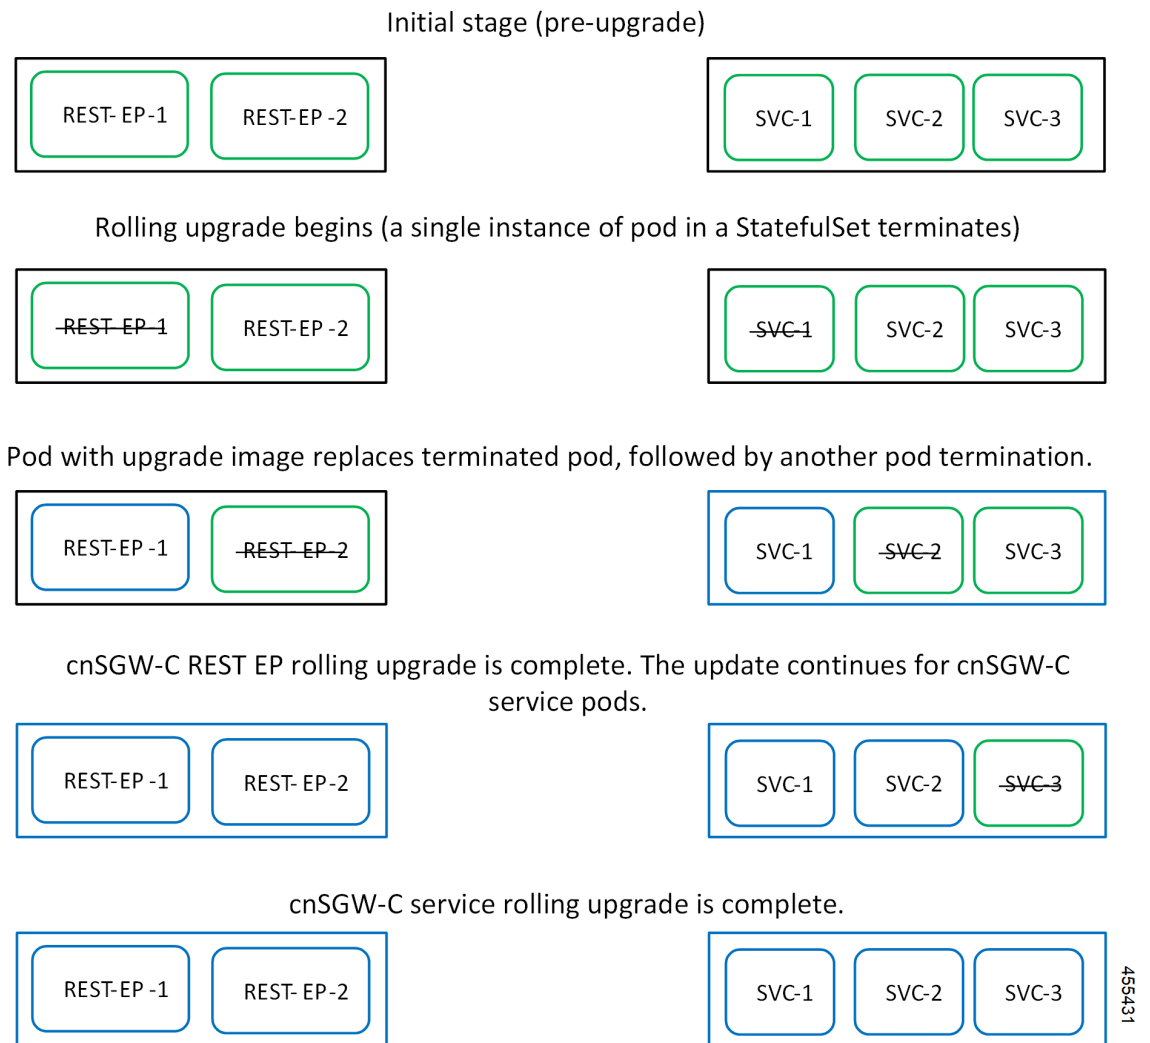 Initial stage (pre-upgrade)
REST- EP -1 REST-EP -2 SVC-1 SVC-2 SVC-3
Rolling upgrade begins (a single instance of pod in a StatefulSet terminates)
REST- EP -1 REST-EP -2 SVC-1 SVC-2 SVC-3
Pod with upgrade image replaces terminated pod, followed by another pod termination.
REST-EP -1 REST- EP -2 SVC-1 SVC-2 SVC-3
cnSGW-C REST EP rolling upgrade is complete. The update continues for cnSGW-C
service pods.
REST-EP -1 REST- EP -2 SVC-1 SVC-2 SVC-3
cnSGW-C service rolling upgrade is complete.
REST-EP -1 REST- EP -2 SVC-1 SVC-2 SVC-3
455431